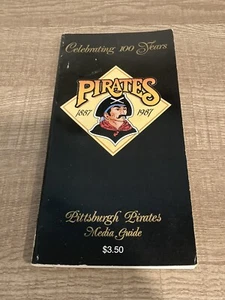 Celebrating 100 Years
PIRATES
1887 1987
Pittsburgh Pirates
Media Guide
$3.50